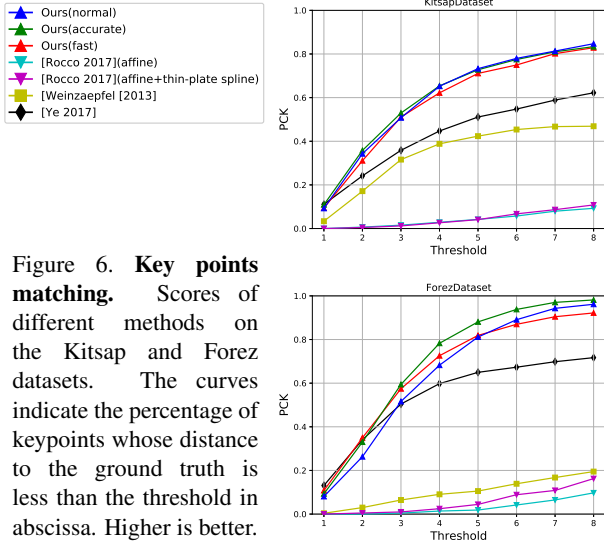 Ours(normal)
Ours(accurate)
Ours(fast)
[Rocco 2017](affine)
[Rocco 2017](affine+thin-plate spline)
[Weinzaepfel [2013]
[Ye 2017]
KitsapDataset
1.0
0.8
0.6
0.4
0.2
0.0
PCK
1 2 3 4 5 6 7 8
Threshold
Figure 6. Key points
matching. Scores of
different methods on
the Kitsap and Forez
datasets. The curves
indicate the percentage of
keypoints whose distance
to the ground truth is
less than the threshold in
abscissa. Higher is better.
ForezDataset
1.0
0.8
0.6
0.4
0.2
0.0
PCK
1 2 3 4 5 6 7 8
Threshold